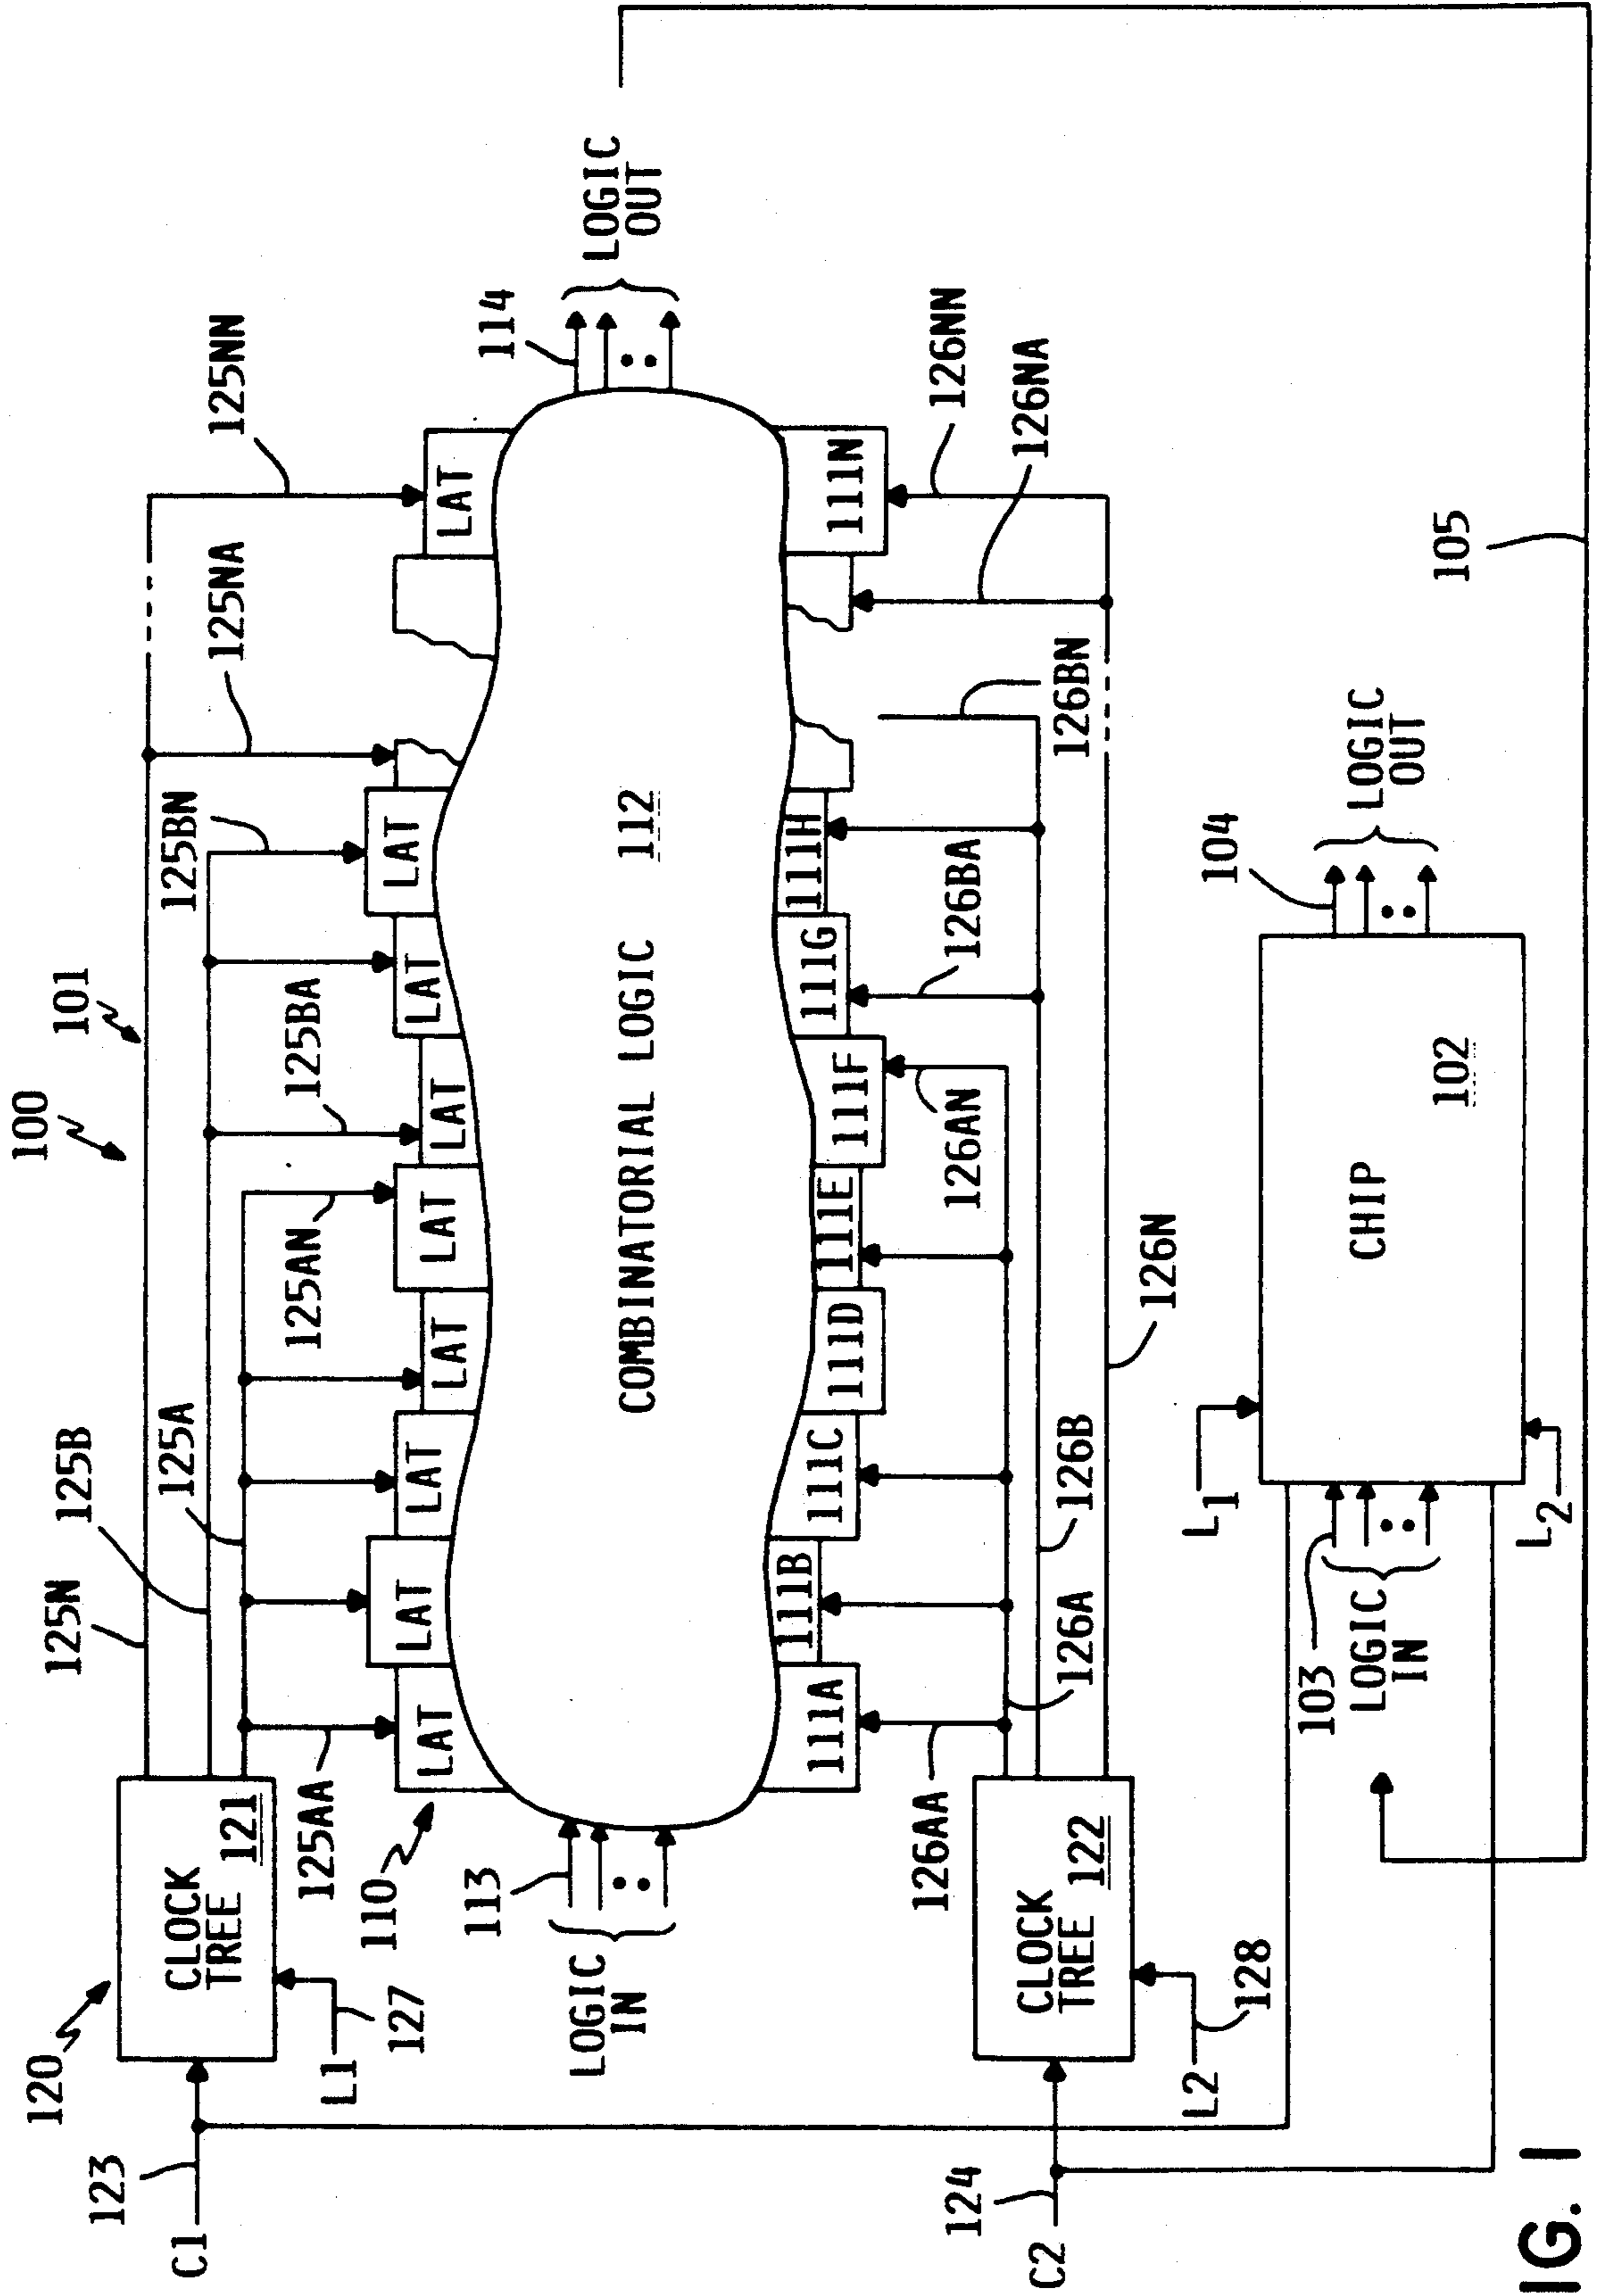 100
101
125N
125B
125A
125BN
125NA
125NN
120
CLOCK
TREE 121
123
C1
L1
127
125AA
125AN
125BA
110
LAT
LAT
LAT
LAT
LAT
LAT
LAT
LAT
LAT
113
LOGIC
IN
COMBINATORIAL LOGIC 112
114
LOGIC
OUT
111A
111B
111C
111D
111E
111F
111G
111H
111N
126AA
126AN
126BA
126BN
126NA
126NN
126A
126B
126N
CLOCK
TREE 122
124
C2
L2
128
L1
103
LOGIC
IN
L2
CHIP
102
104
LOGIC
OUT
105
IG. 1